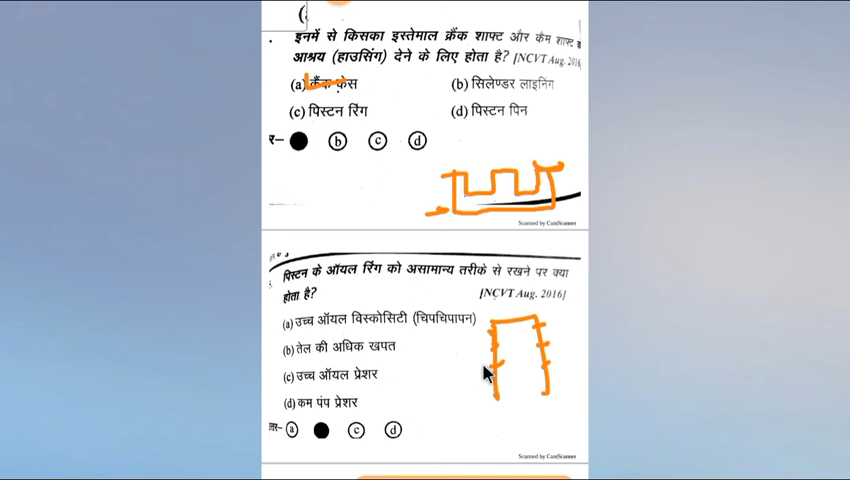 इनमें से किसका इस्तेमाल क्रैंक शाफ्ट और कैम शाफ्ट को
आश्रय (हाउसिंग) देने के लिए होता है? [NCVT Aug. 2016]
(a) क्रैंक केस (b) सिलेण्डर लाइनिंग
(c) पिस्टन रिंग (d) पिस्टन पिन
र– b c d
Scanned by CamScanner
पिस्टन के ऑयल रिंग को असामान्य तरीके से रखने पर क्या
होता है? [NCVT Aug. 2016]
(a) उच्च ऑयल विस्कोसिटी (चिपचिपापन)
(b) तेल की अधिक खपत
(c) उच्च ऑयल प्रेशर
(d) कम पंप प्रेशर
त्तर– a c d
Scanned by CamScanner